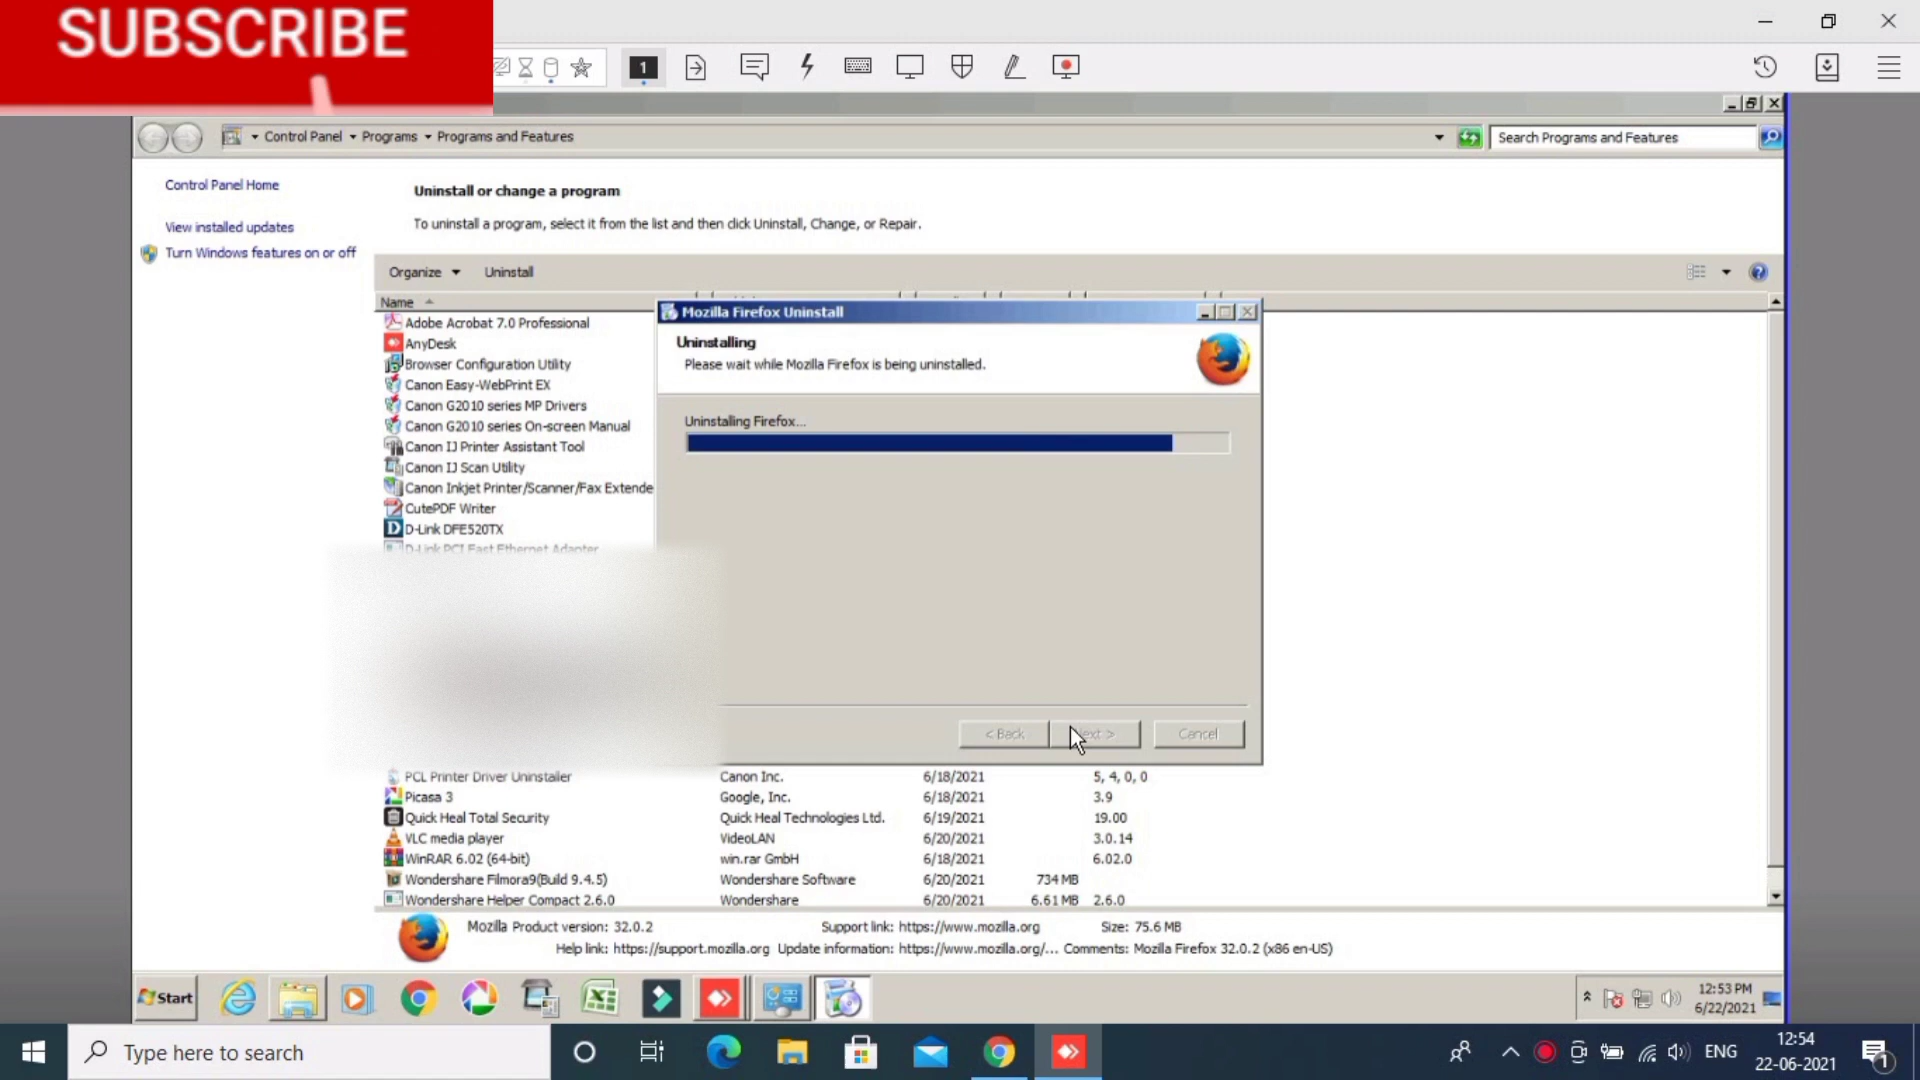 SUBSCRIBE
1
Control Panel Programs Programs and Features
Search Programs and Features
Control Panel Home
Uninstall or change a program
View installed updates
To uninstall a program, select it from the list and then click Uninstall, Change, or Repair.
Turn Windows features on or off
Organize Uninstall
Name
Mozilla Firefox Uninstall
Adobe Acrobat 7.0 Professional
AnyDesk
Uninstalling
Browser Configuration Utility
Please wait while Mozilla Firefox is being uninstalled.
Canon Easy-WebPrint EX
Canon G2010 series MP Drivers
Canon G2010 series On-screen Manual
Uninstalling Firefox...
Canon IJ Printer Assistant Tool
Canon IJ Scan Utility
Canon Inkjet Printer/Scanner/Fax Extende
CutePDF Writer
D-Link DFE520TX
D-Link PCI Fast Ethernet Adapter
< Back >
Cancel
PCL Printer Driver Uninstaller Canon Inc. 6/18/2021 5, 4, 0, 0
Picasa 3 Google, Inc. 6/18/2021 3.9
Quick Heal Total Security Quick Heal Technologies Ltd. 6/19/2021 19.00
VLC media player VideoLAN 6/20/2021 3.0.14
WinRAR 6.02 (64-bit) win.rar GmbH 6/18/2021 6.02.0
Wondershare Filmora9(Build 9.4.5) Wondershare Software 6/20/2021 734 MB
Wondershare Helper Compact 2.6.0 Wondershare 6/20/2021 6.61 MB 2.6.0
Mozilla Product version: 32.0.2 Support link: https://www.mozilla.org Size: 75.6 MB
Help link: https://support.mozilla.org Update information: https://www.mozilla.org/... Comments: Mozilla Firefox 32.0.2 (x86 en-US)
Start
12:53 PM
6/22/2021
Type here to search
ENG
12:54
22-06-2021
1